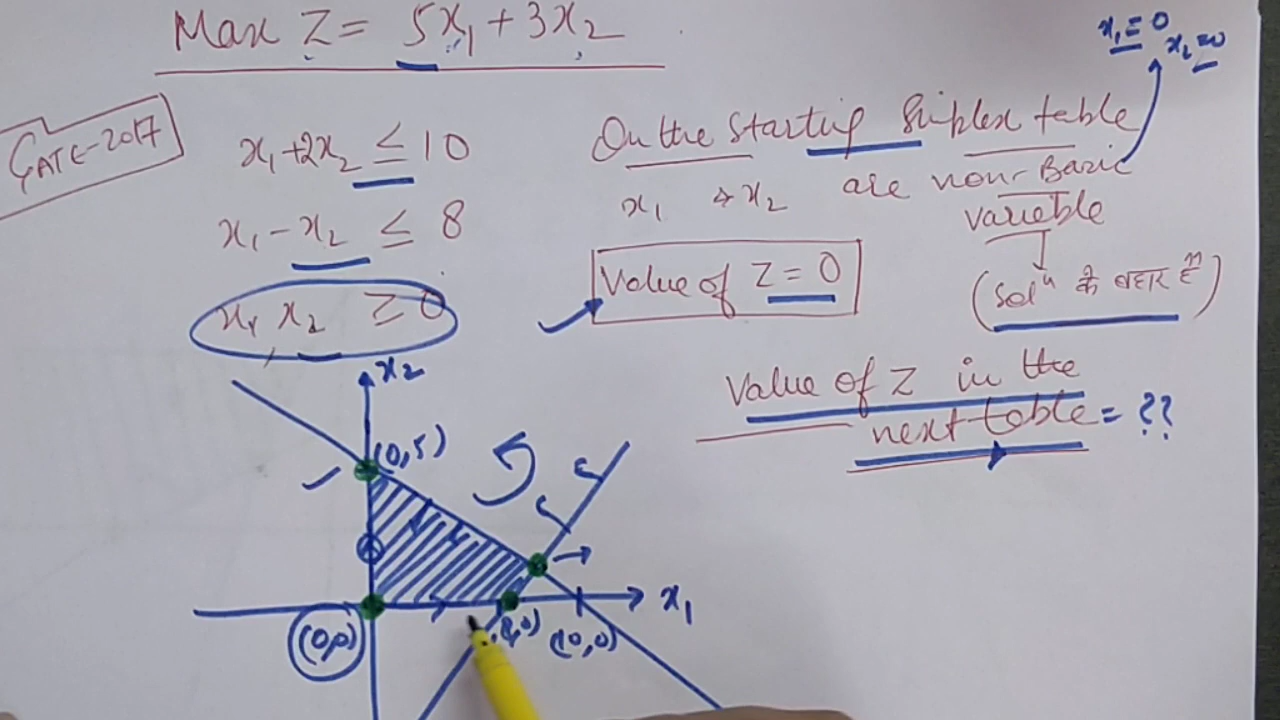 Max Z = 5x₁ + 3x₂
x₁ = 0
x₂ = 0
GATE-2017
x₁ + 2x₂ ≤ 10
x₁ - x₂ ≤ 8
x₁, x₂ ≥ 0
On the starting simplex table
x₁ & x₂ are non-Basic
variable
(solⁿ के बाहर हैं)
Value of Z = 0
Value of Z in the
next table = ??
x₂
(0,5)
x₁
(0,0)
(8,0)
(10,0)